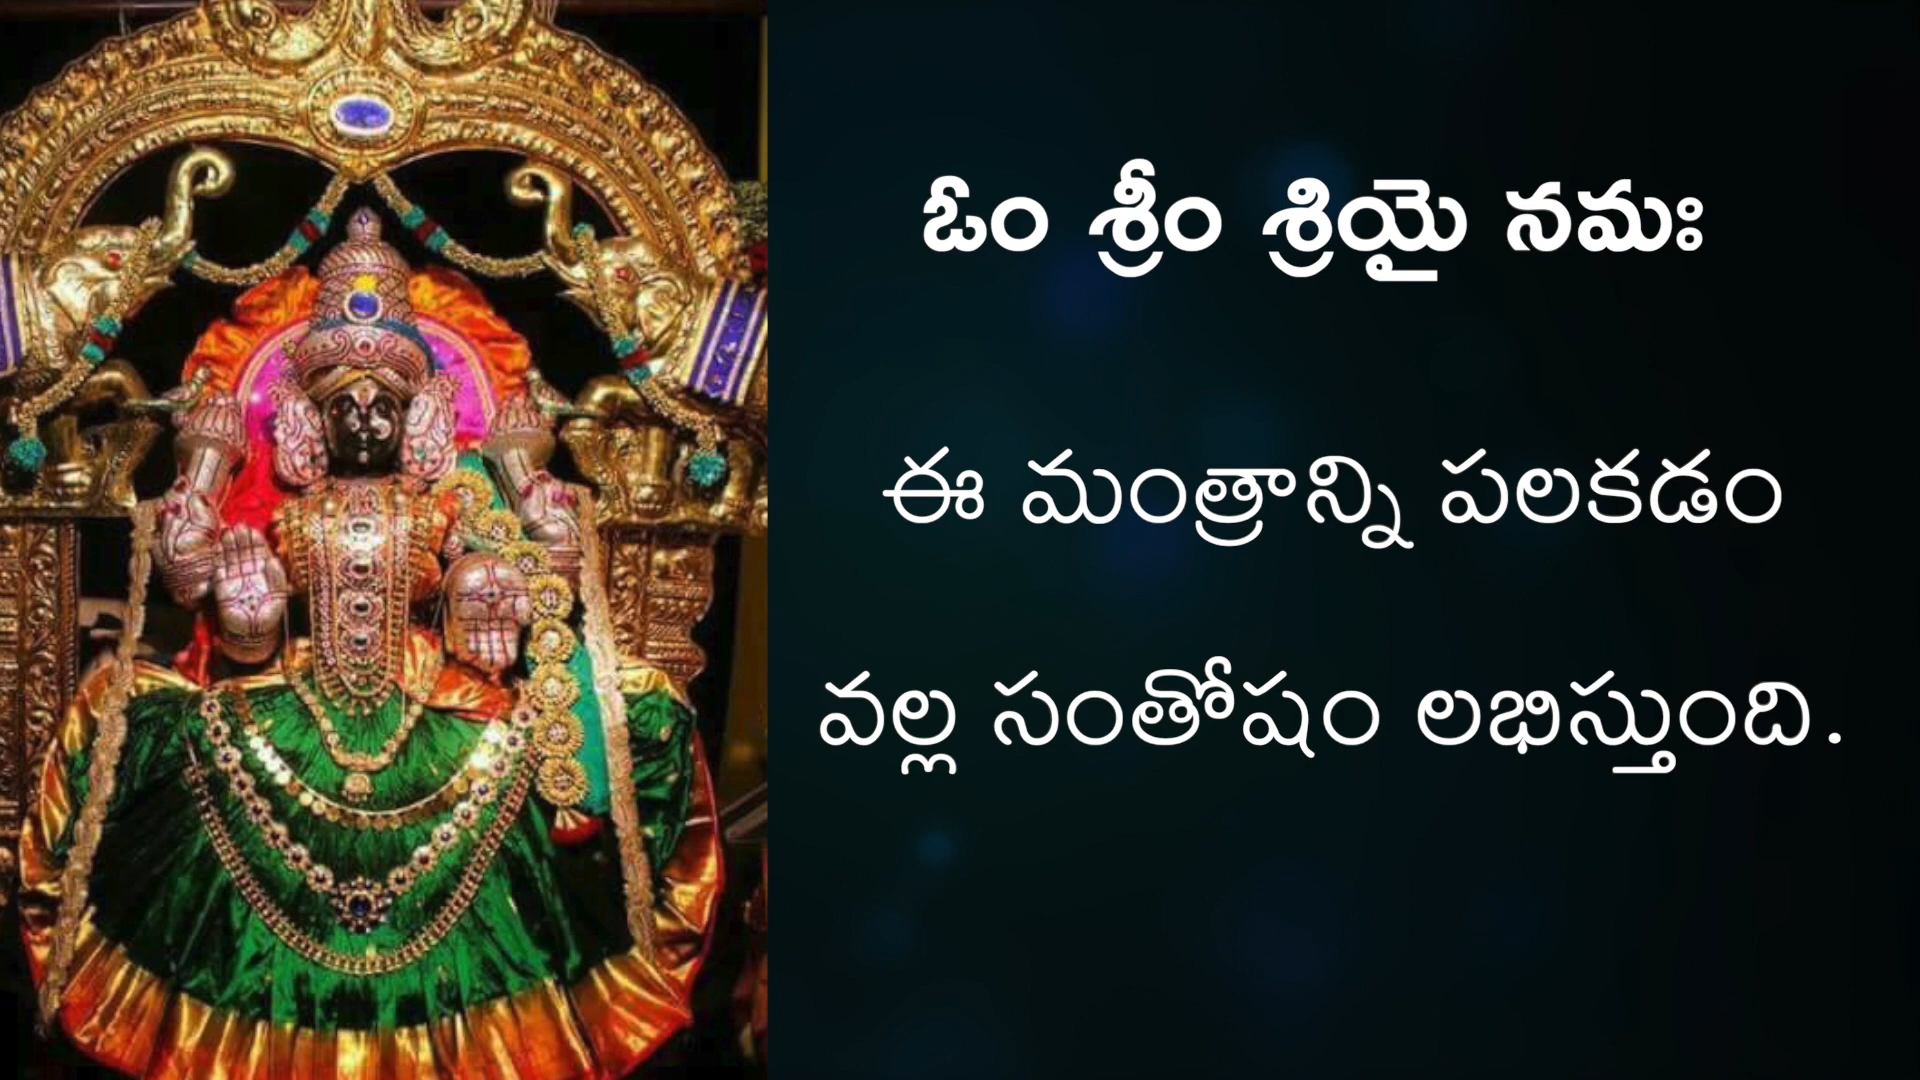 ఓం శ్రీం శ్రియై నమః
ఈ మంత్రాన్ని పలకడం
వల్ల సంతోషం లభిస్తుంది.